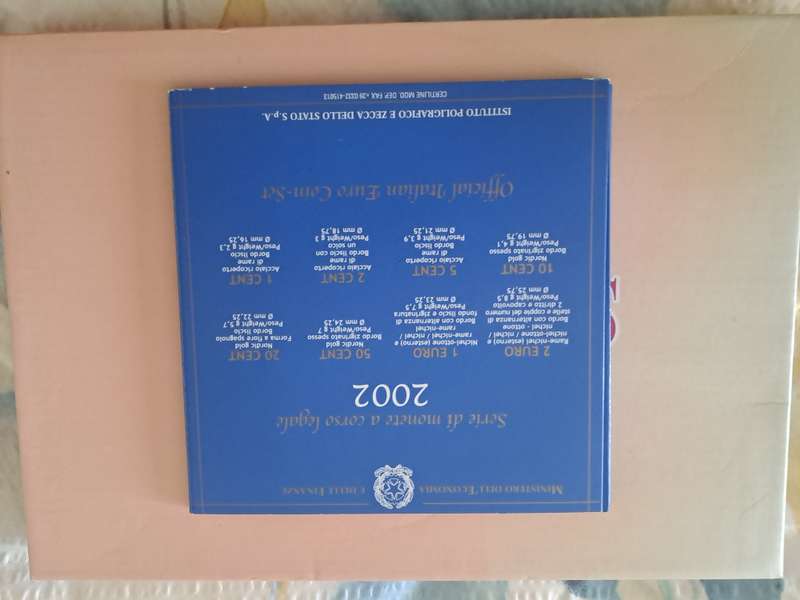 MINISTERO DELL'ECONOMIA
E DELLE FINANZE
Serie di monete a corso legale
2002
2 EURO
Rame-nichel (esterno) e
nichel-ottone / nichel /
nichel - ottone
Bordo con alternanza di
stelle coppie del numero
2 diritto e capovolto
Peso/Weight g 8,5
Ø mm 25,75
1 EURO
Nichel-ottone (esterno) e
rame-nichel / nichel /
rame-nichel
Bordo con alternanza di
fondo liscio e zigrinatura
Peso/Weight g 7,5
Ø mm 23,25
50 CENT
Nordic gold
Bordo zigrinato spesso
Peso/Weight g 7
Ø mm 24,25
20 CENT
Nordic gold
Forma a fiore spagnolo
Bordo liscio
Peso/Weight g 5,7
Ø mm 22,25
10 CENT
Nordic
gold
Bordo zigrinato spesso
Peso/Weight g 4,1
Ø mm 19,75
5 CENT
Acciaio ricoperto
di rame
Bordo liscio
Peso/Weight g 3,9
Ø mm 21,25
2 CENT
Acciaio ricoperto
di rame
Bordo liscio con
un solco
Peso/Weight g 3
Ø mm 18,75
1 CENT
Acciaio ricoperto
di rame
Bordo liscio
Peso/Weight g 2,3
Ø mm 16,25
Official Italian Euro Coin-Set
ISTITUTO POLIGRAFICO E ZECCA DELLO STATO S.p.A.
CERTILINE MOD. DEP. FAX +39 0332-415013